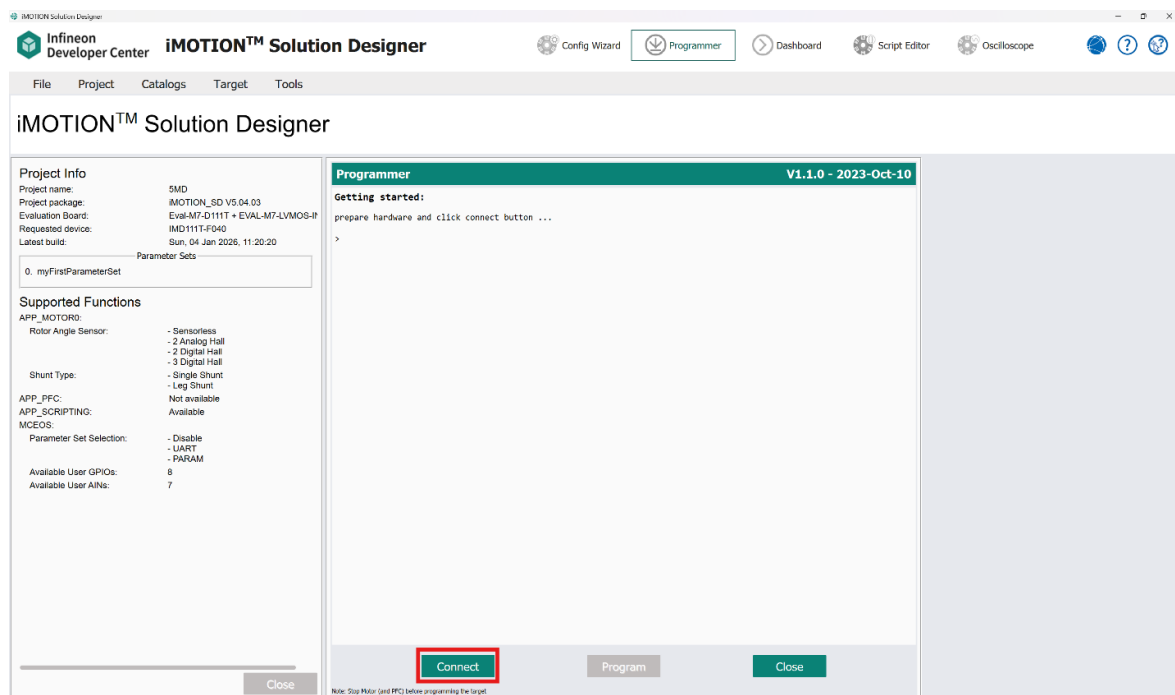 iMOTION Solution Designer
Infineon
Developer Center
iMOTION™ Solution Designer
Config Wizard
Programmer
Dashboard
Script Editor
Oscilloscope
File Project Catalogs Target Tools
iMOTION™ Solution Designer
Project Info
Project name: 5MD
Project package: iMOTION_SD V5.04.03
Evaluation Board: Eval-M7-D111T + EVAL-M7-LVMOS-IN
Requested device: IMD111T-F040
Latest build: Sun, 04 Jan 2026, 11:20:20
Parameter Sets
0. myFirstParameterSet
Supported Functions
APP_MOTOR0:
Rotor Angle Sensor: - Sensorless
- 2 Analog Hall
- 2 Digital Hall
- 3 Digital Hall
Shunt Type: - Single Shunt
- Leg Shunt
APP_PFC: Not available
APP_SCRIPTING: Available
MCEOS:
Parameter Set Selection: - Disable
- UART
- PARAM
Available User GPIOs: 8
Available User AINs: 7
Close
Programmer V1.1.0 - 2023-Oct-10
Getting started:
prepare hardware and click connect button ...
>
Connect
Program
Close
Note: Stop Motor (and PFC) before programming the target